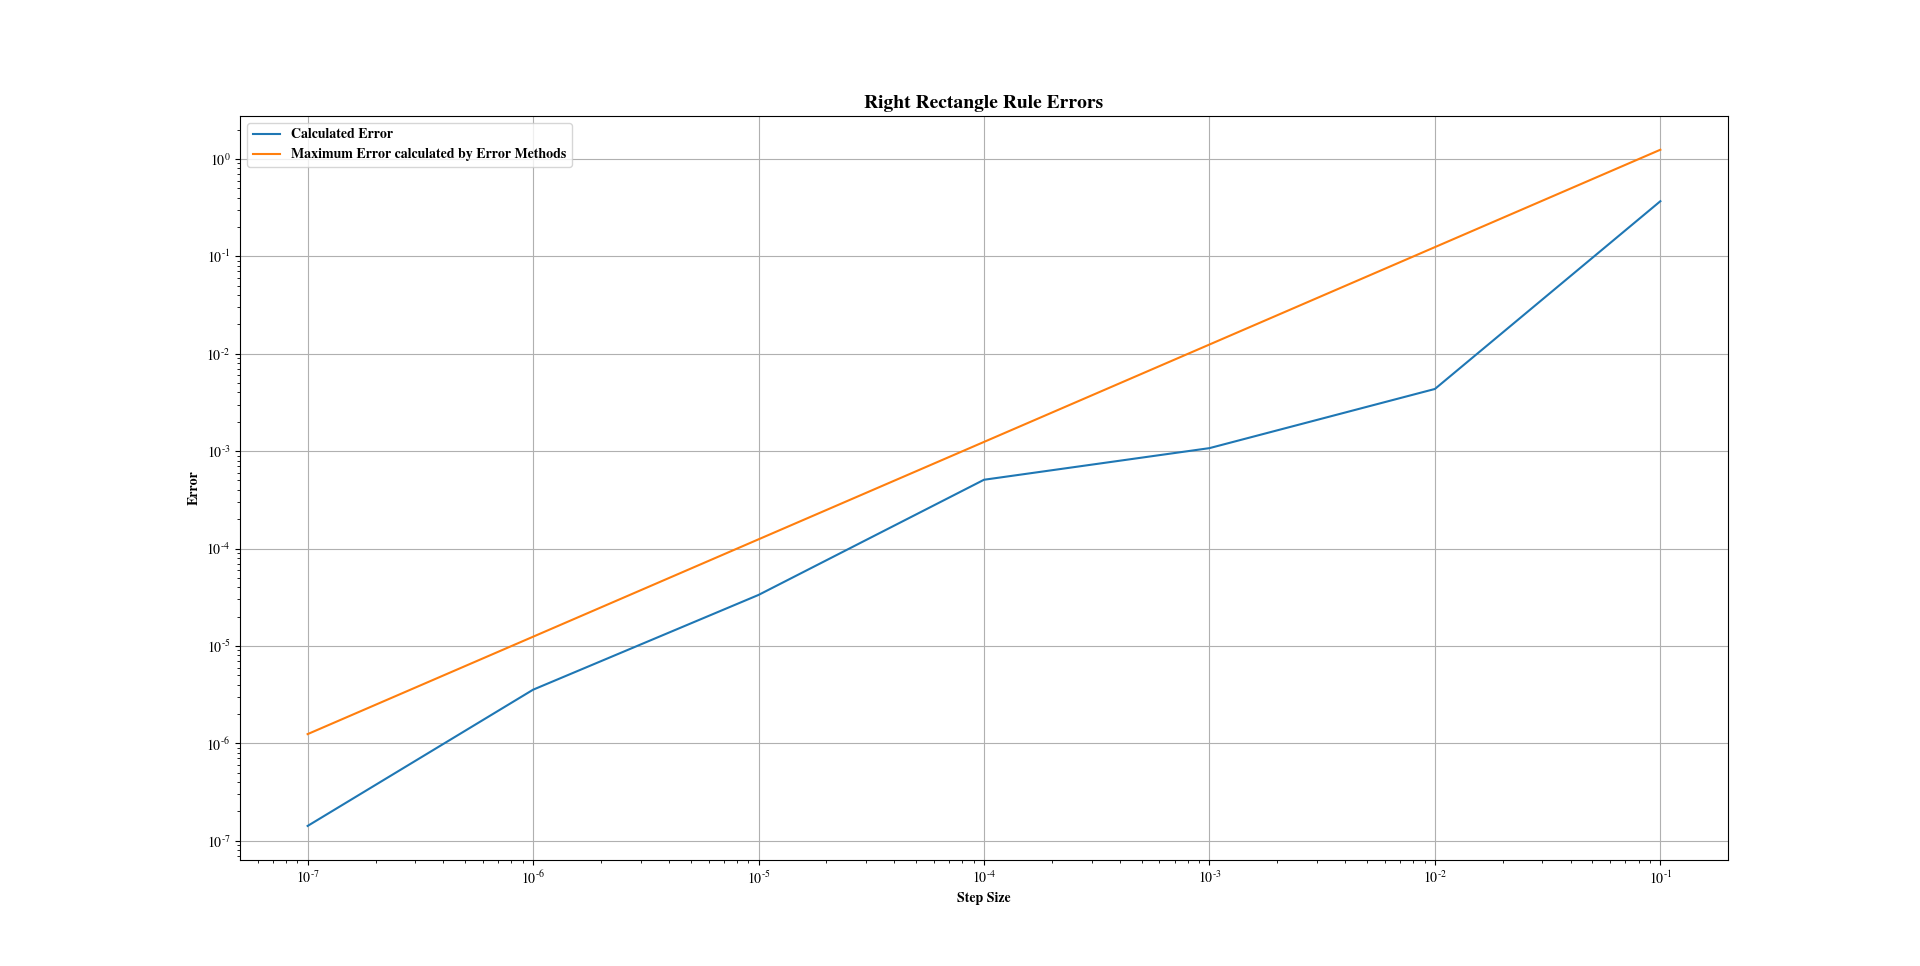 Right Rectangle Rule Errors
Calculated Error
Maximum Error calculated by Error Methods
10⁰
10⁻¹
10⁻²
10⁻³
10⁻⁴
10⁻⁵
10⁻⁶
10⁻⁷
Error
10⁻⁷ 10⁻⁶ 10⁻⁵ 10⁻⁴ 10⁻³ 10⁻² 10⁻¹
Step Size